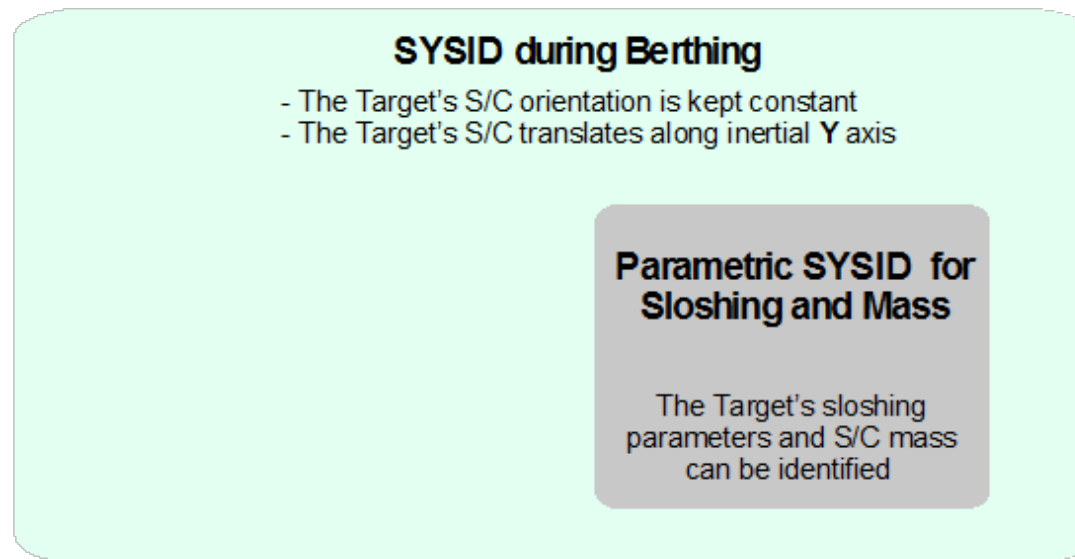 SYSID during Berthing
- The Target's S/C orientation is kept constant
- The Target's S/C translates along inertial Y axis
Parametric SYSID for
Sloshing and Mass
The Target's sloshing
parameters and S/C mass
can be identified